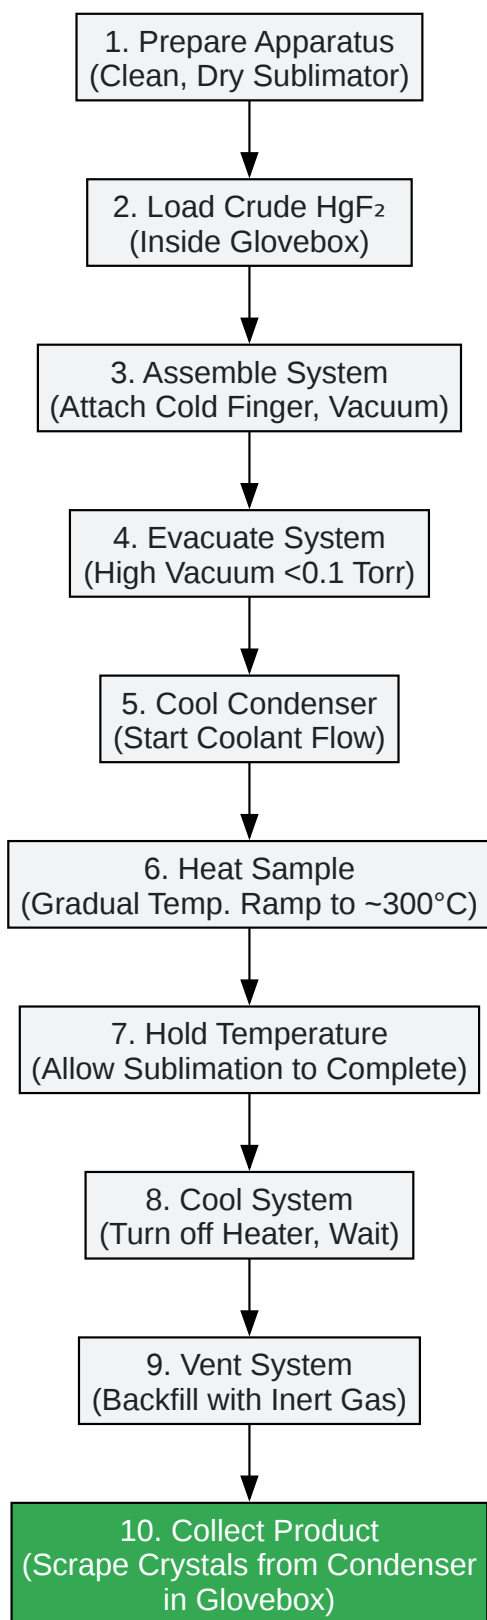 1. Prepare Apparatus
(Clean, Dry Sublimator)
2. Load Crude HgF₂
(Inside Glovebox)
3. Assemble System
(Attach Cold Finger, Vacuum)
4. Evacuate System
(High Vacuum <0.1 Torr)
5. Cool Condenser
(Start Coolant Flow)
6. Heat Sample
(Gradual Temp. Ramp to ~300°C)
7. Hold Temperature
(Allow Sublimation to Complete)
8. Cool System
(Turn off Heater, Wait)
9. Vent System
(Backfill with Inert Gas)
10. Collect Product
(Scrape Crystals from Condenser
in Glovebox)